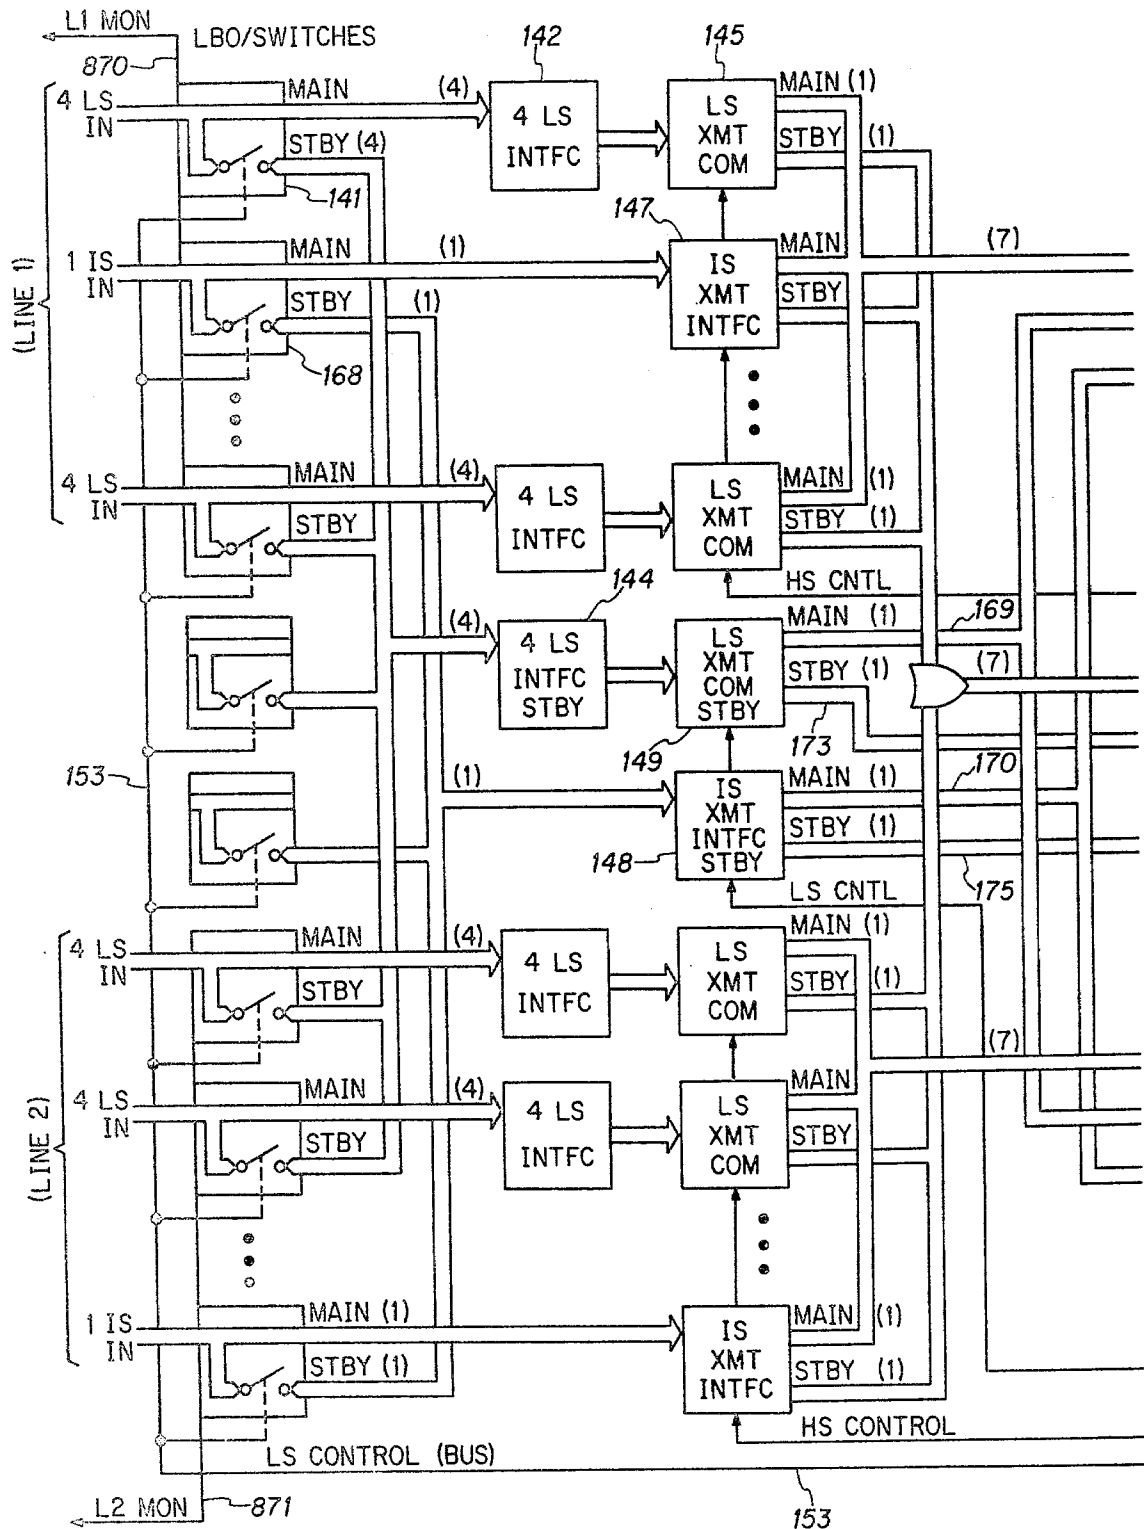 L1 MON
LBO/SWITCHES
870
142
145
4 LS IN
MAIN
(4)
4 LS INTFC
LS XMT COM
MAIN (1)
STBY (4)
STBY (1)
141
147
(LINE 1)
1 IS IN
MAIN
(1)
IS XMT INTFC
MAIN
(7)
STBY
(1)
STBY
168
4 LS IN
MAIN
(4)
4 LS INTFC
LS XMT COM
MAIN (1)
STBY
STBY (1)
HS CNTL
144
(4)
4 LS INTFC STBY
LS XMT COM STBY
MAIN (1)
169
STBY (1)
(7)
173
149
153
(1)
IS XMT INTFC STBY
MAIN (1)
170
STBY (1)
148
LS CNTL
175
(LINE 2)
4 LS IN
MAIN
(4)
4 LS INTFC
LS XMT COM
MAIN (1)
STBY
STBY (1)
(7)
4 LS IN
MAIN
(4)
4 LS INTFC
LS XMT COM
MAIN
STBY
STBY
1 IS IN
MAIN (1)
IS XMT INTFC
MAIN (1)
STBY (1)
STBY (1)
HS CONTROL
LS CONTROL (BUS)
L2 MON
871
153